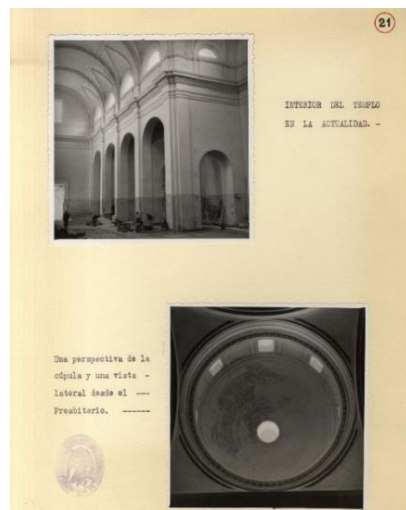 21
INTERIOR DEL TEMPLO
EN LA ACTUALIDAD. -
Una perspectiva de la
cúpula y una vista -
lateral desde el ---
Presbiterio. ------